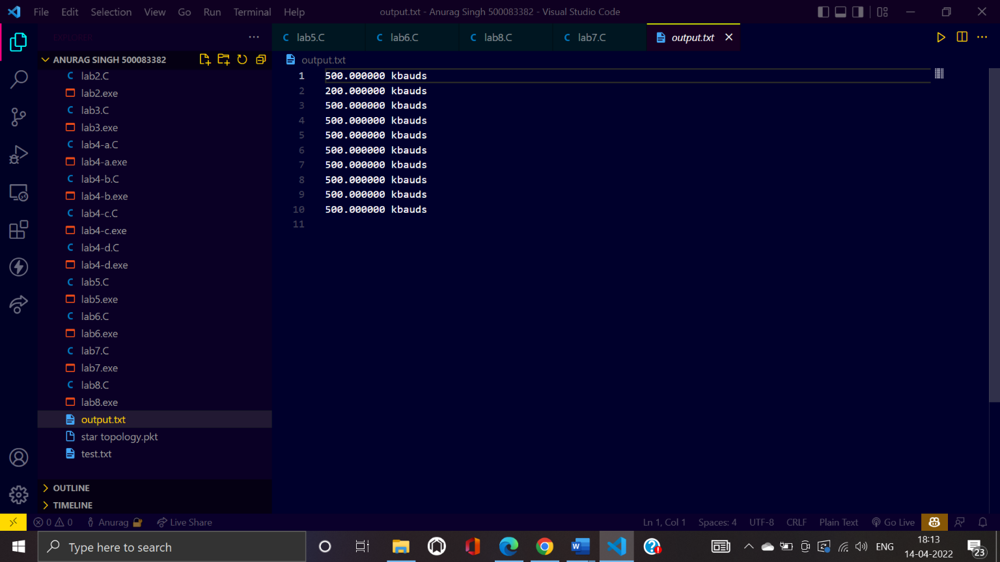 File Edit Selection View Go Run Terminal Help output.txt - Anurag Singh 500083382 - Visual Studio Code
EXPLORER
lab5.C lab6.C lab8.C lab7.C output.txt
ANURAG SINGH 500083382
output.txt
lab2.C
lab2.exe
lab3.C
lab3.exe
lab4-a.C
lab4-a.exe
lab4-b.C
lab4-b.exe
lab4-c.C
lab4-c.exe
lab4-d.C
lab4-d.exe
lab5.C
lab5.exe
lab6.C
lab6.exe
lab7.C
lab7.exe
lab8.C
lab8.exe
output.txt
star topology.pkt
test.txt
OUTLINE
TIMELINE
1 500.000000 kbauds
2 200.000000 kbauds
3 500.000000 kbauds
4 500.000000 kbauds
5 500.000000 kbauds
6 500.000000 kbauds
7 500.000000 kbauds
8 500.000000 kbauds
9 500.000000 kbauds
10 500.000000 kbauds
11
0 0 Anurag Live Share Ln 1, Col 1 Spaces: 4 UTF-8 CRLF Plain Text Go Live
Type here to search
ENG
18:13
14-04-2022
23